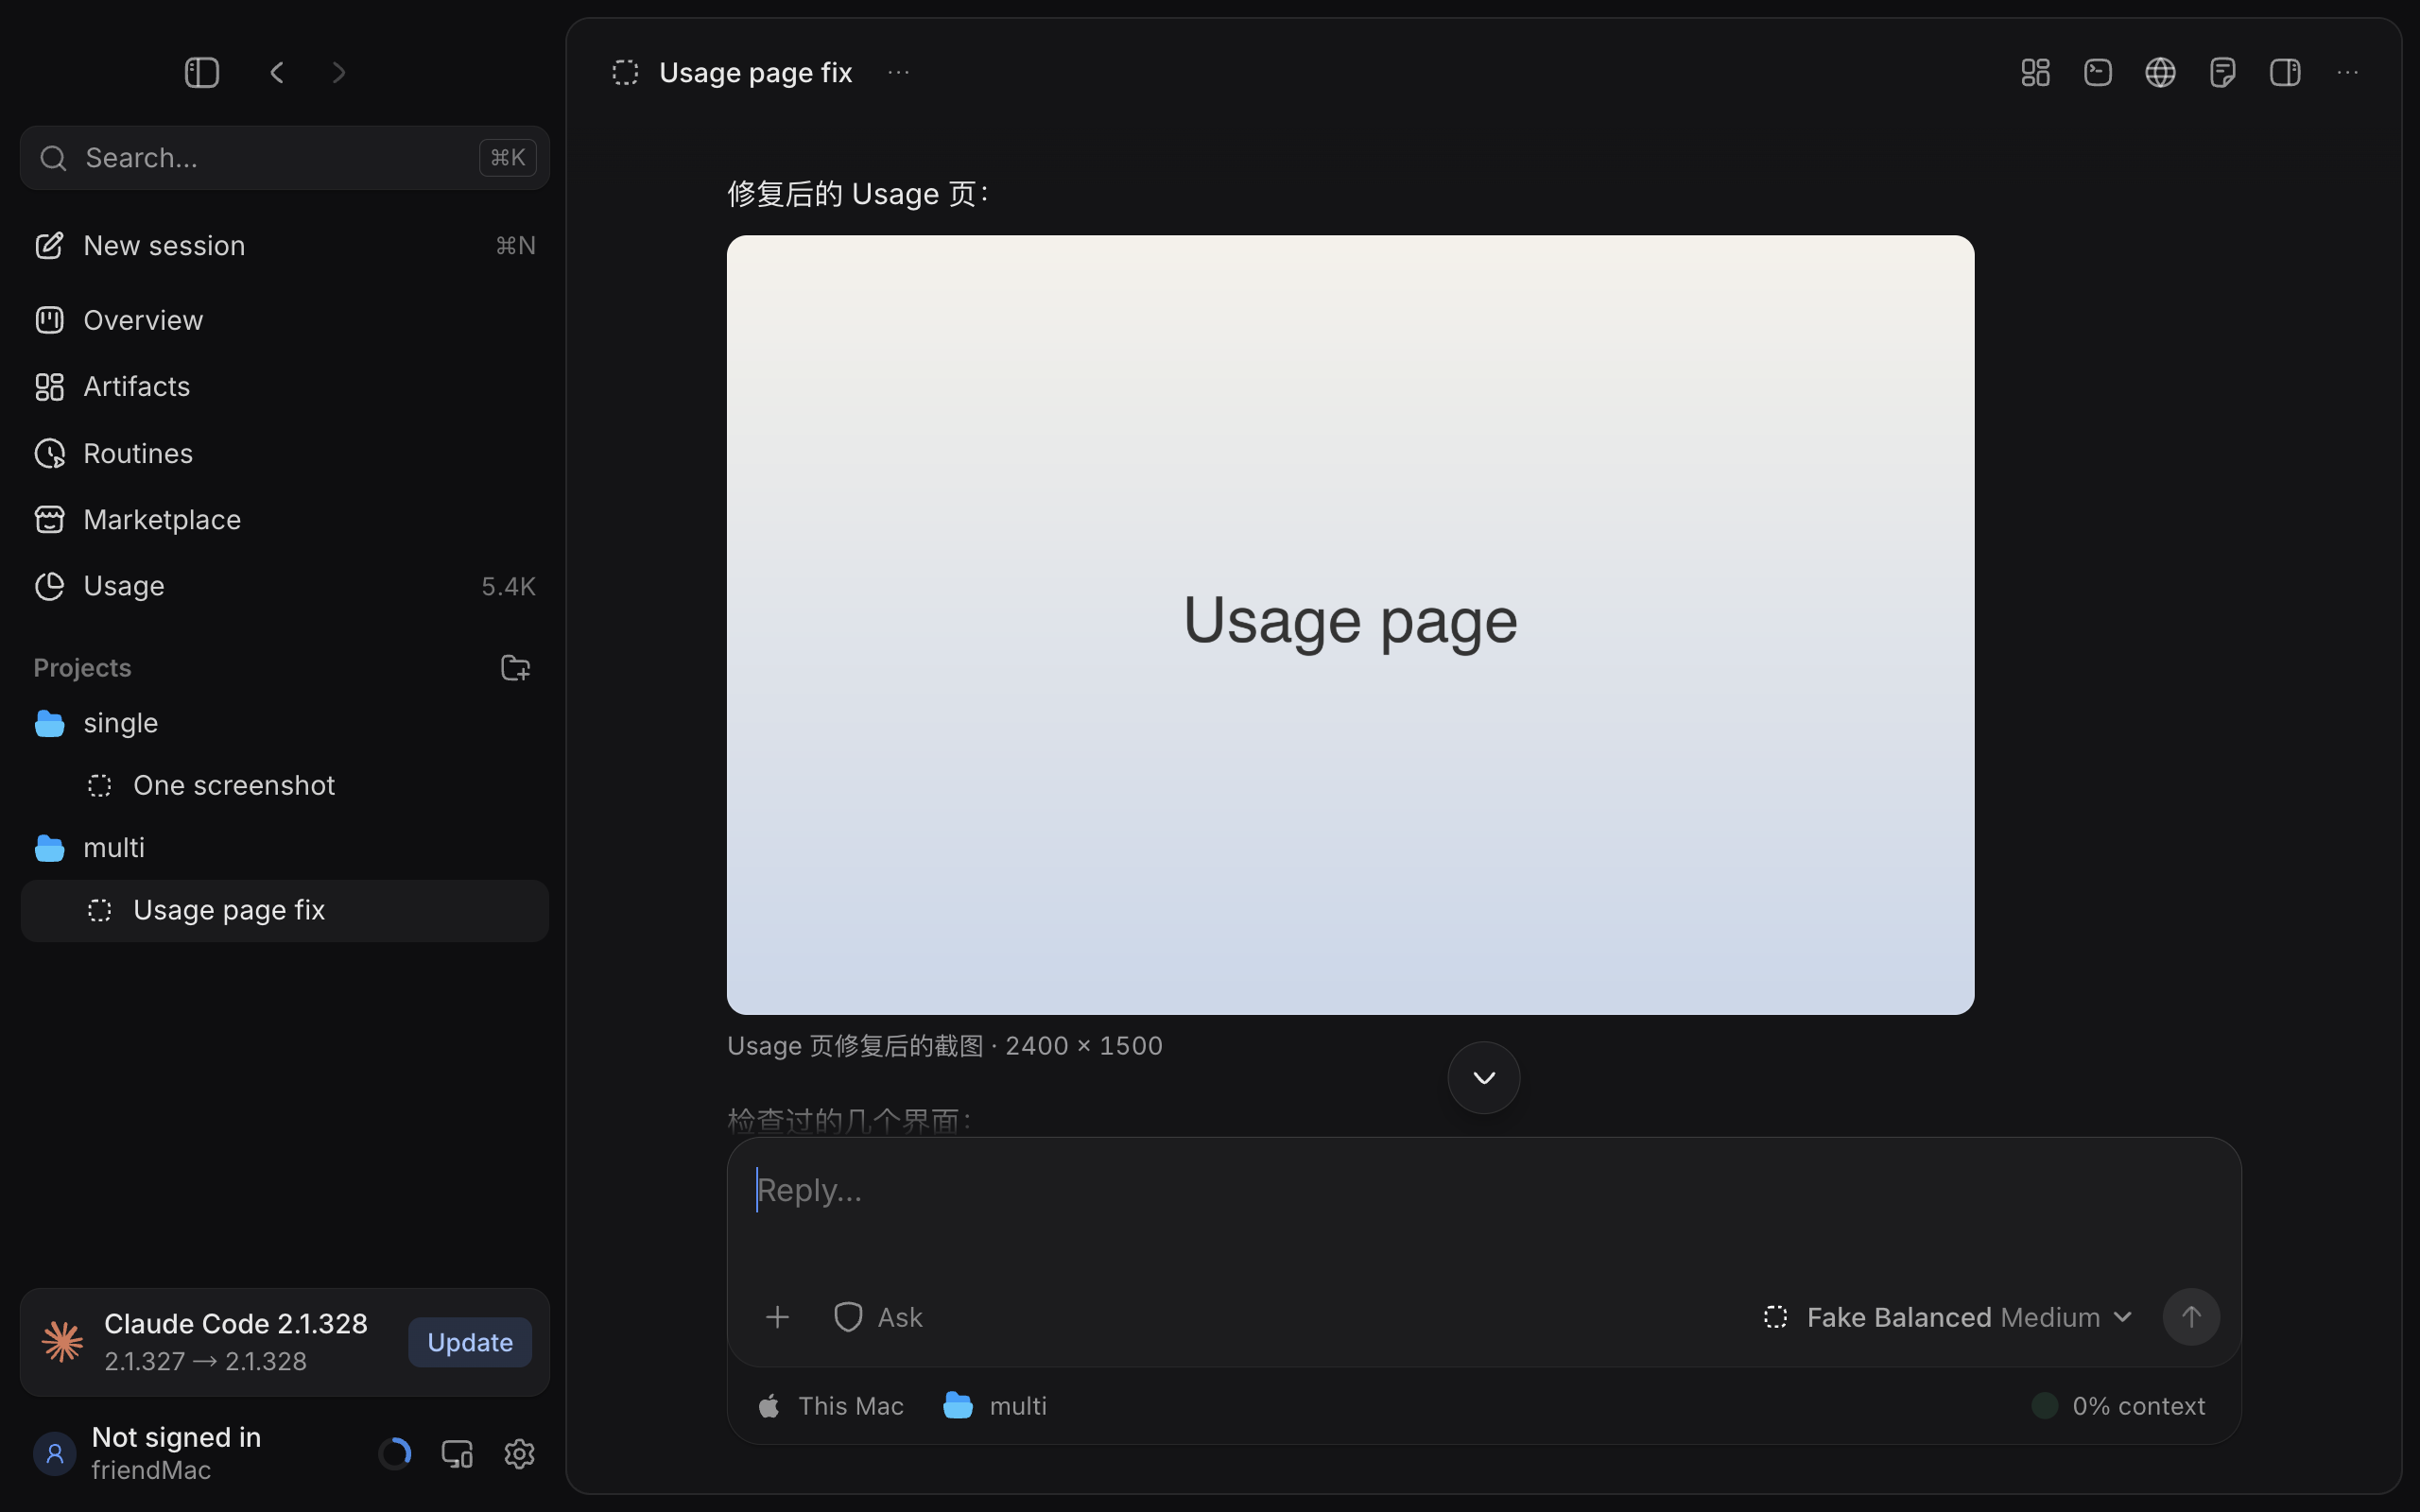 Usage page fix
Search...
⌘K
New session
⌘N
Overview
Artifacts
Routines
Marketplace
Usage
5.4K
Projects
single
One screenshot
multi
Usage page fix
Claude Code 2.1.328
2.1.327 → 2.1.328
Update
Not signed in
friendMac
修复后的 Usage 页：
Usage page
Usage 页修复后的截图 · 2400 × 1500
检查过的几个界面：
Reply...
Ask
Fake Balanced Medium
This Mac
multi
0% context